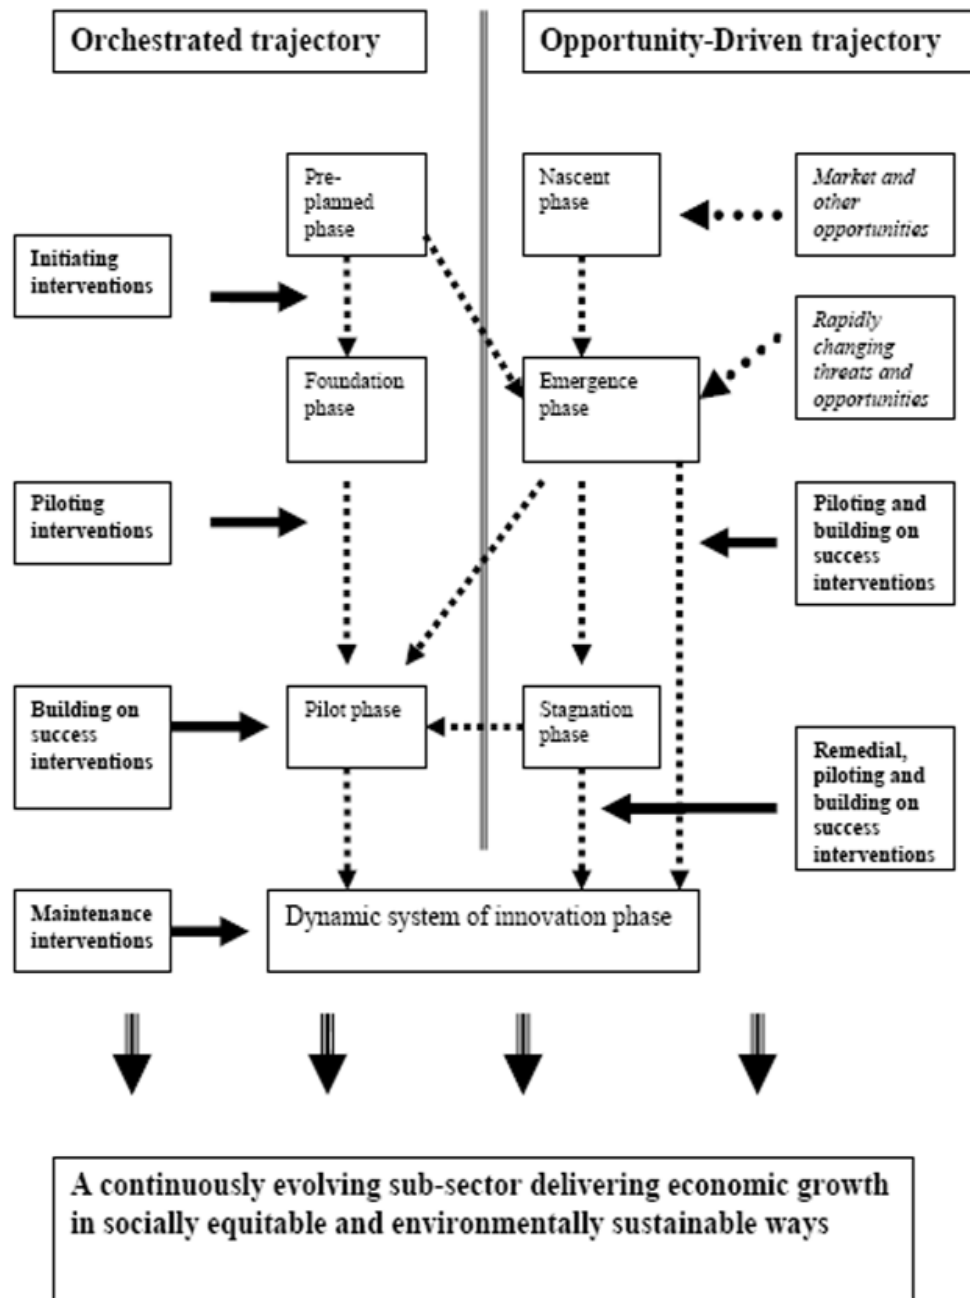 Orchestrated trajectory
Opportunity-Driven trajectory
Pre-
planned
phase
Nascent
phase
Market and
other
opportunities
Initiating
interventions
Rapidly
changing
threats and
opportunities
Foundation
phase
Emergence
phase
Piloting
interventions
Piloting and
building on
success
interventions
Building on
success
interventions
Pilot phase
Stagnation
phase
Remedial,
piloting and
building on
success
interventions
Maintenance
interventions
Dynamic system of innovation phase
A continuously evolving sub-sector delivering economic growth
in socially equitable and environmentally sustainable ways